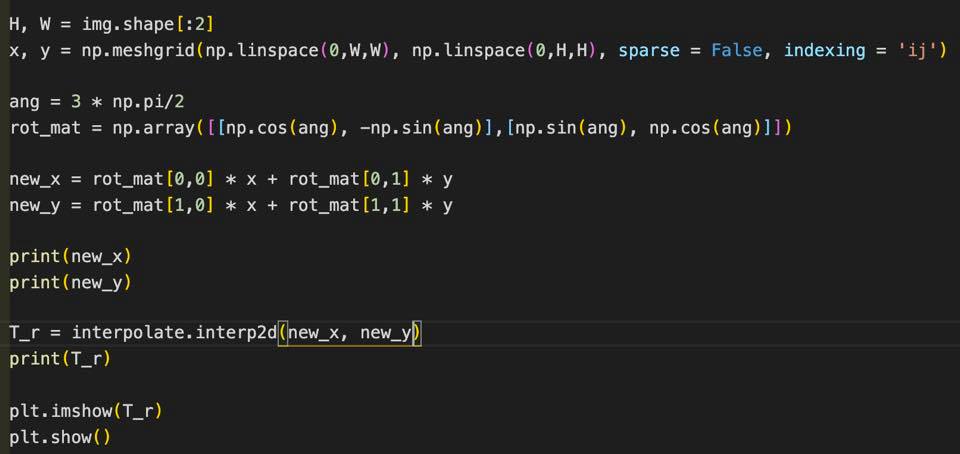 H, W = img.shape[:2]
x, y = np.meshgrid(np.linspace(0,W,W), np.linspace(0,H,H), sparse = False, indexing = 'ij')
ang = 3 * np.pi/2
rot_mat = np.array([[np.cos(ang), -np.sin(ang)],[np.sin(ang), np.cos(ang)]])
new_x = rot_mat[0,0] * x + rot_mat[0,1] * y
new_y = rot_mat[1,0] * x + rot_mat[1,1] * y
print(new_x)
print(new_y)
T_r = interpolate.interp2d(new_x, new_y)
print(T_r)
plt.imshow(T_r)
plt.show()